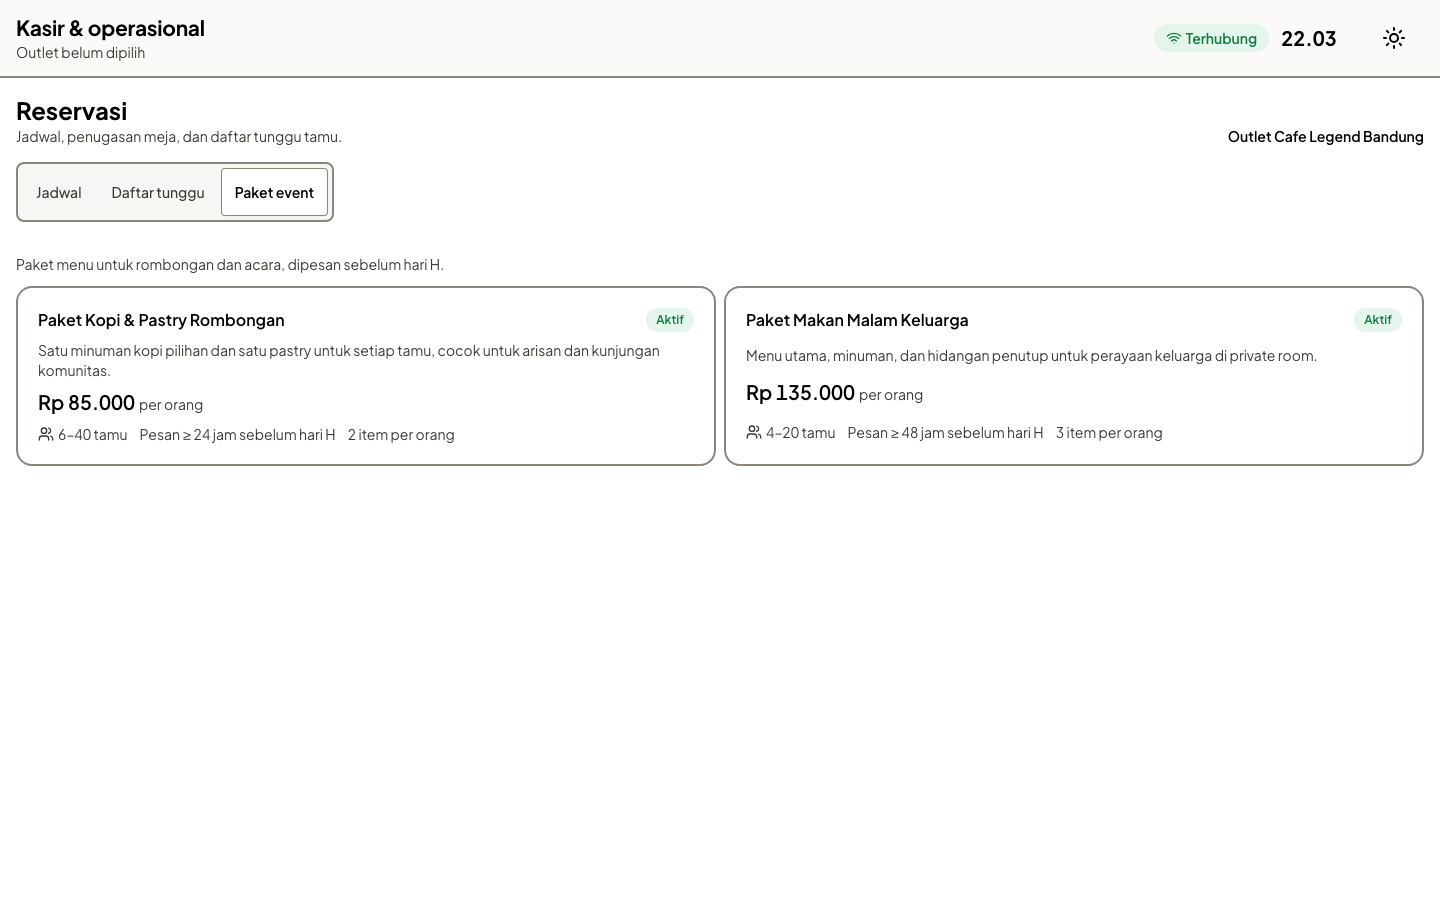 Kasir & operasional
Outlet belum dipilih
Terhubung
22.03
Reservasi
Jadwal, penugasan meja, dan daftar tunggu tamu.
Outlet Cafe Legend Bandung
Jadwal
Daftar tunggu
Paket event
Paket menu untuk rombongan dan acara, dipesan sebelum hari H.
Paket Kopi & Pastry Rombongan
Aktif
Satu minuman kopi pilihan dan satu pastry untuk setiap tamu, cocok untuk arisan dan kunjungan
komunitas.
Rp 85.000 per orang
6–40 tamu Pesan ≥ 24 jam sebelum hari H 2 item per orang
Paket Makan Malam Keluarga
Aktif
Menu utama, minuman, dan hidangan penutup untuk perayaan keluarga di private room.
Rp 135.000 per orang
4–20 tamu Pesan ≥ 48 jam sebelum hari H 3 item per orang